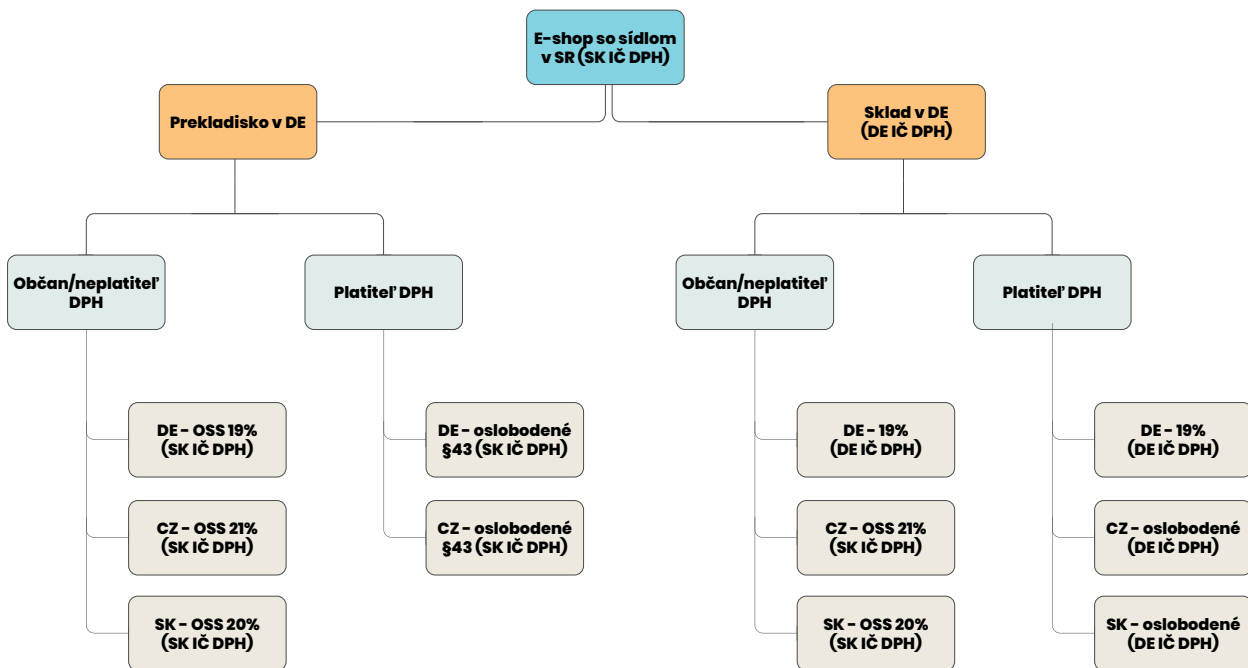 E-shop so sídlom
v SR (SK IČ DPH)
Prekladisko v DE
Sklad v DE
(DE IČ DPH)
Občan/neplatiteľ
DPH
Platiteľ DPH
Občan/neplatiteľ
DPH
Platiteľ DPH
DE - OSS 19%
(SK IČ DPH)
DE - oslobodené
§43 (SK IČ DPH)
DE - 19%
(DE IČ DPH)
DE - 19%
(DE IČ DPH)
CZ - OSS 21%
(SK IČ DPH)
CZ - oslobodené
§43 (SK IČ DPH)
CZ - OSS 21%
(SK IČ DPH)
CZ - oslobodené
(DE IČ DPH)
SK - OSS 20%
(SK IČ DPH)
SK - OSS 20%
(SK IČ DPH)
SK - oslobodené
(DE IČ DPH)